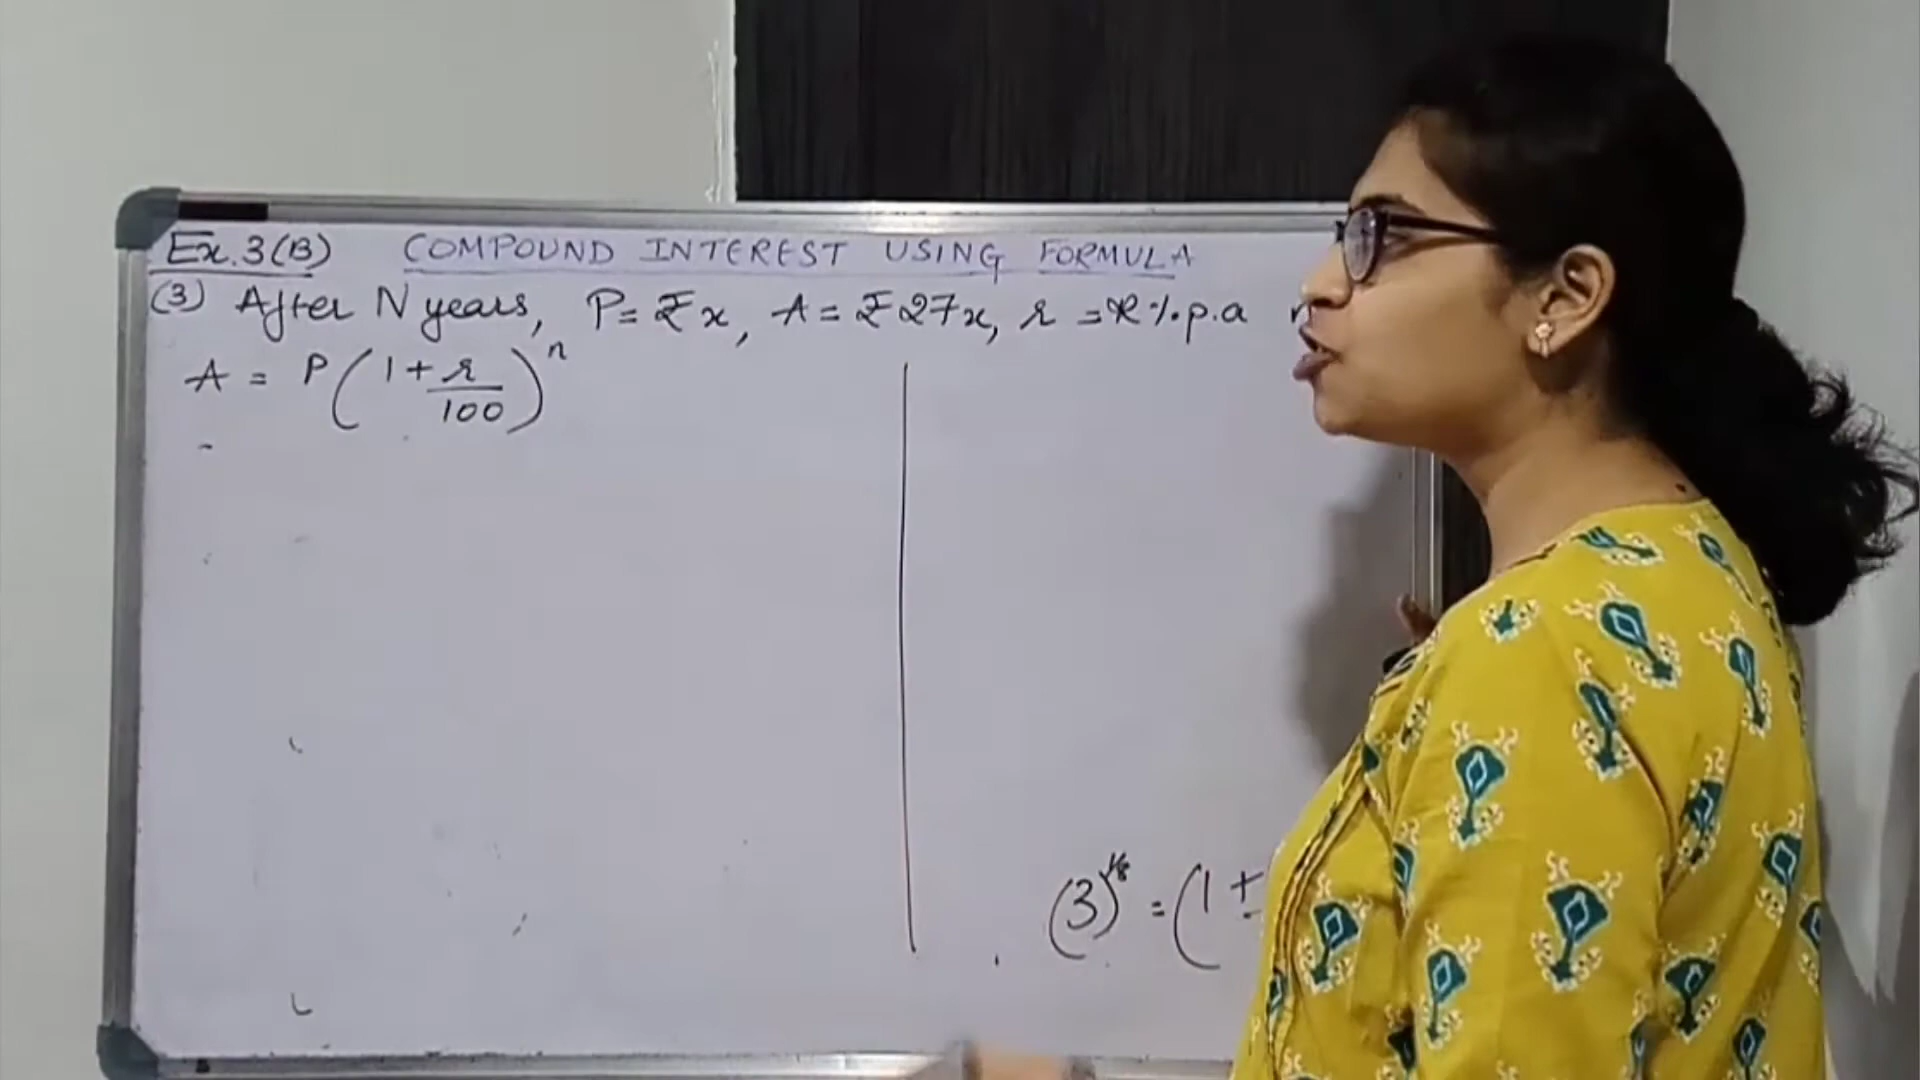 Ex. 3(B) COMPOUND INTEREST USING FORMULA
(3) After N years, P = ₹ x, A = ₹ 27x, r = R %. p.a
A = P ( 1 + r / 100 )^n
(3)^1/8 = ( 1 +